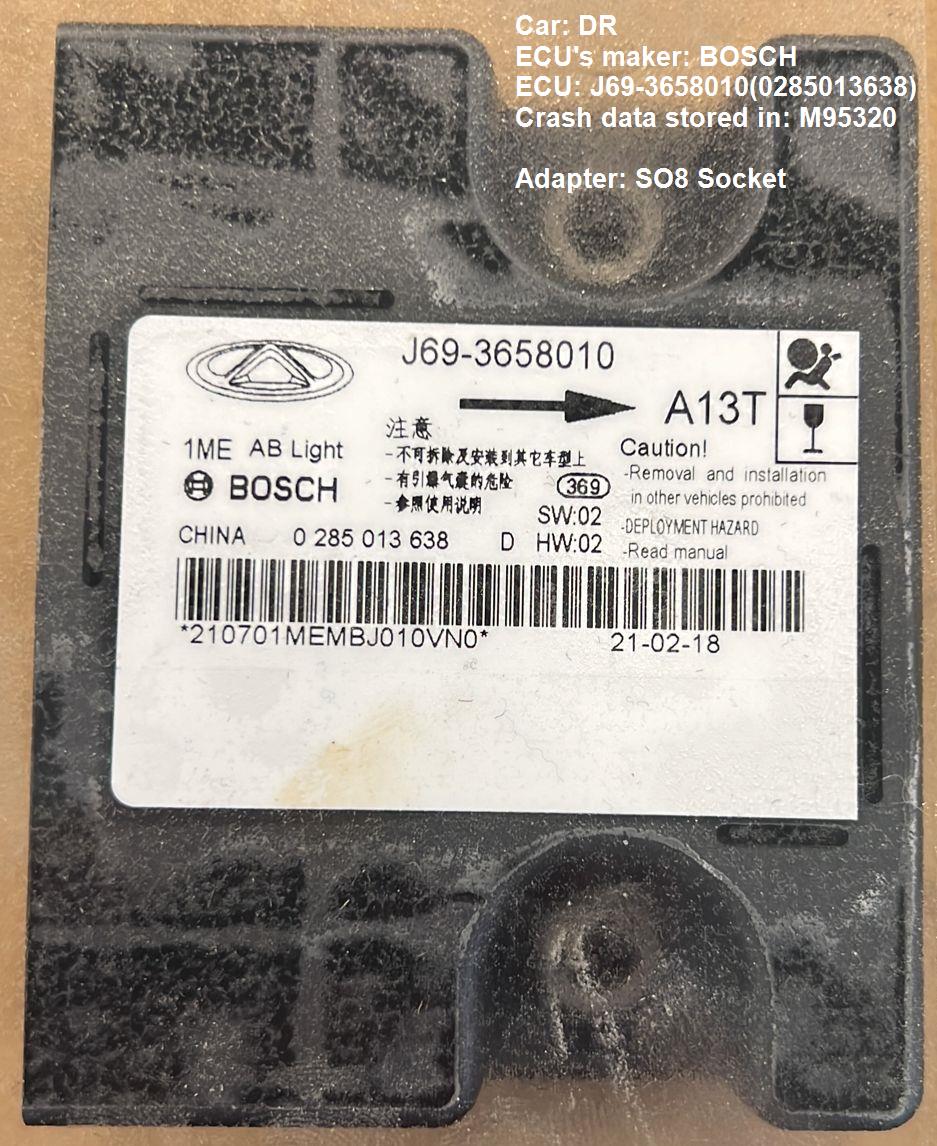 Car: DR
ECU's maker: BOSCH
ECU: J69-3658010(0285013638)
Crash data stored in: M95320
Adapter: SO8 Socket
J69-3658010
A13T
1ME AB Light
BOSCH
CHINA 0 285 013 638 D
注意
-不可拆除及安装到其它车型上
-有引爆气囊的危险
-参照使用说明
369
SW:02
HW:02
Caution!
-Removal and installation
in other vehicles prohibited
-DEPLOYMENT HAZARD
-Read manual
*210701MEMBJ010VN0* 21-02-18